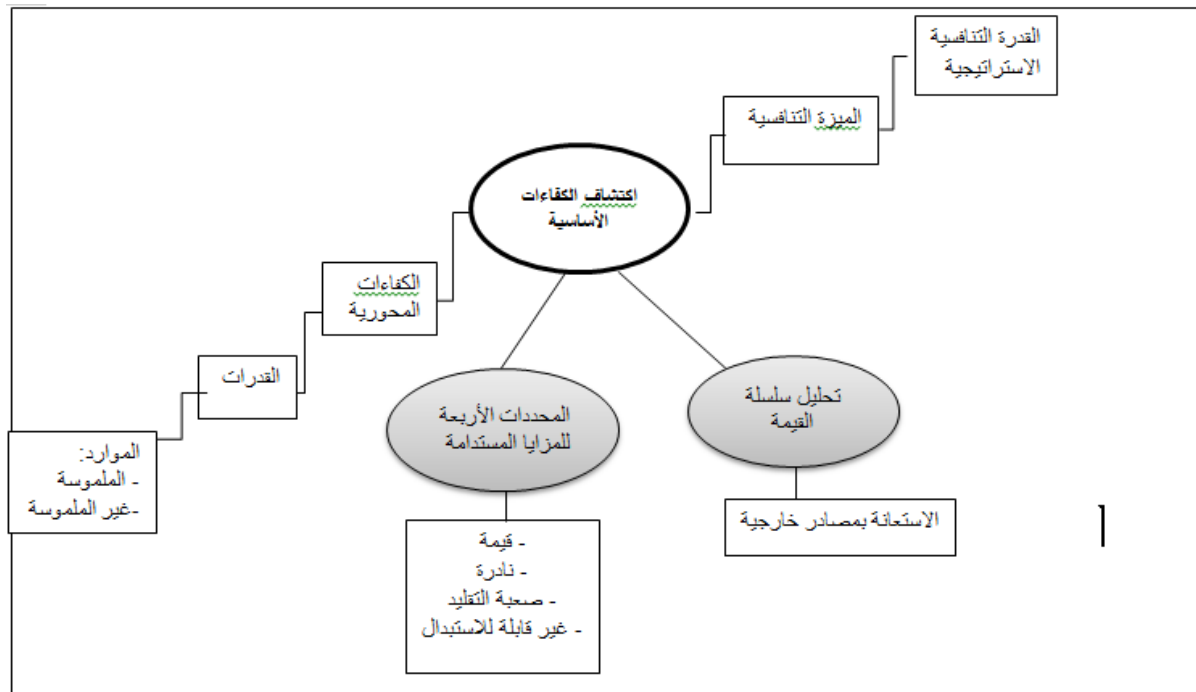 القدرة التنافسية
الاستراتيجية
الميزة التنافسية
اكتشاف الكفاءات
الأساسية
الكفاءات
المحورية
القدرات
الموارد:
- الملموسة
-غير الملموسة
المحددات الأربعة
للمزايا المستدامة
- قيمة
- نادرة
- صعبة التقليد
- غير قابلة للاستبدال
تحليل سلسلة
القيمة
الاستعانة بمصادر خارجية